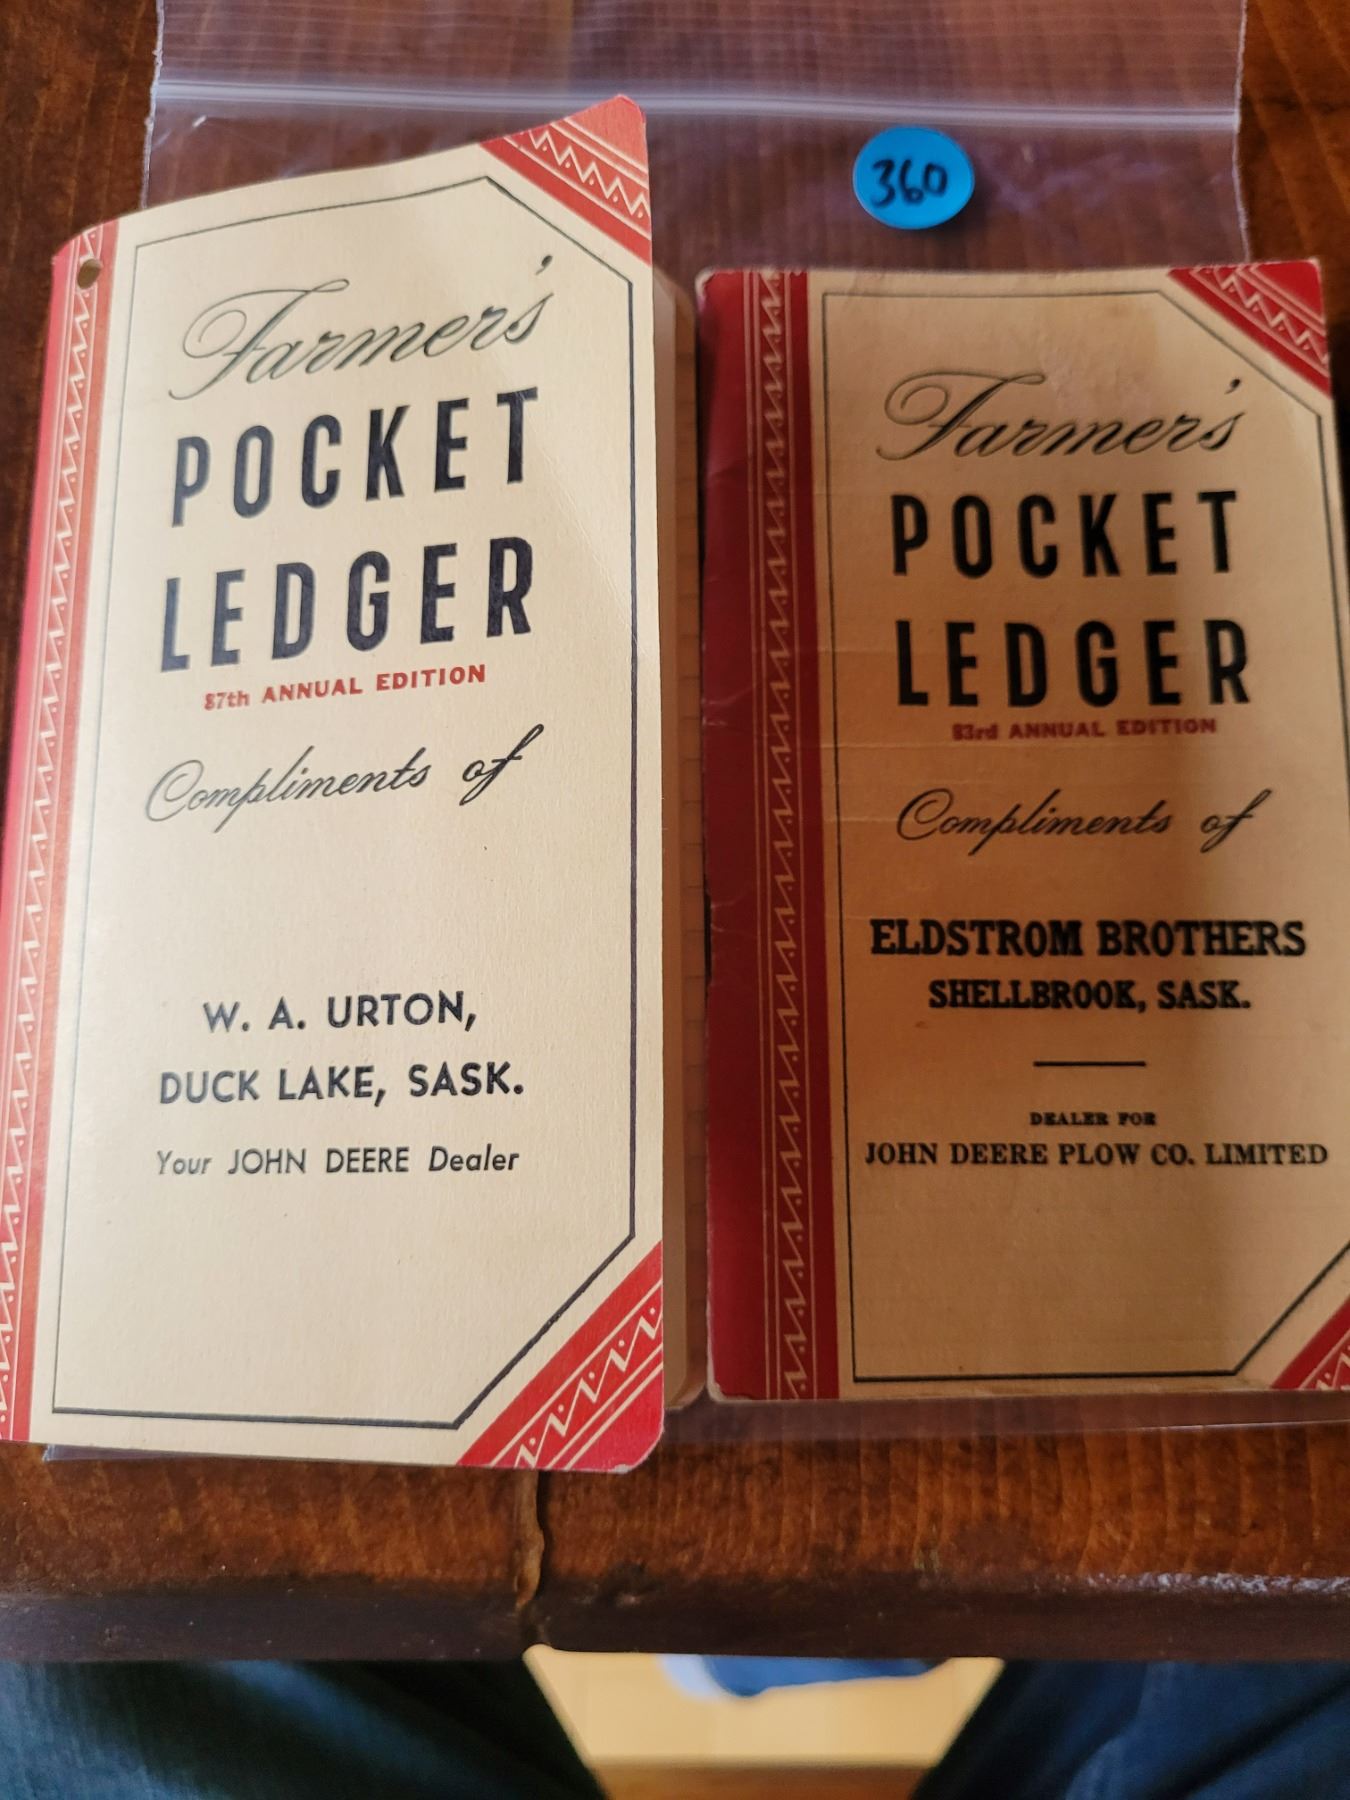 360
Farmer's
POCKET
LEDGER
87th ANNUAL EDITION
Compliments of
W. A. URTON,
DUCK LAKE, SASK.
Your JOHN DEERE Dealer
Farmer's
POCKET
LEDGER
83rd ANNUAL EDITION
Compliments of
ELDSTROM BROTHERS
SHELLBROOK, SASK.
DEALER FOR
JOHN DEERE PLOW CO. LIMITED